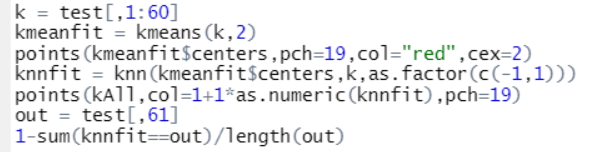 k = test[,1:60]
kmeanfit = kmeans(k,2)
points(kmeanfit$centers,pch=19,col="red",cex=2)
knnfit = knn(kmeanfit$centers,k,as.factor(c(-1,1)))
points(kAll,col=1+1*as.numeric(knnfit),pch=19)
out = test[,61]
1-sum(knnfit==out)/length(out)